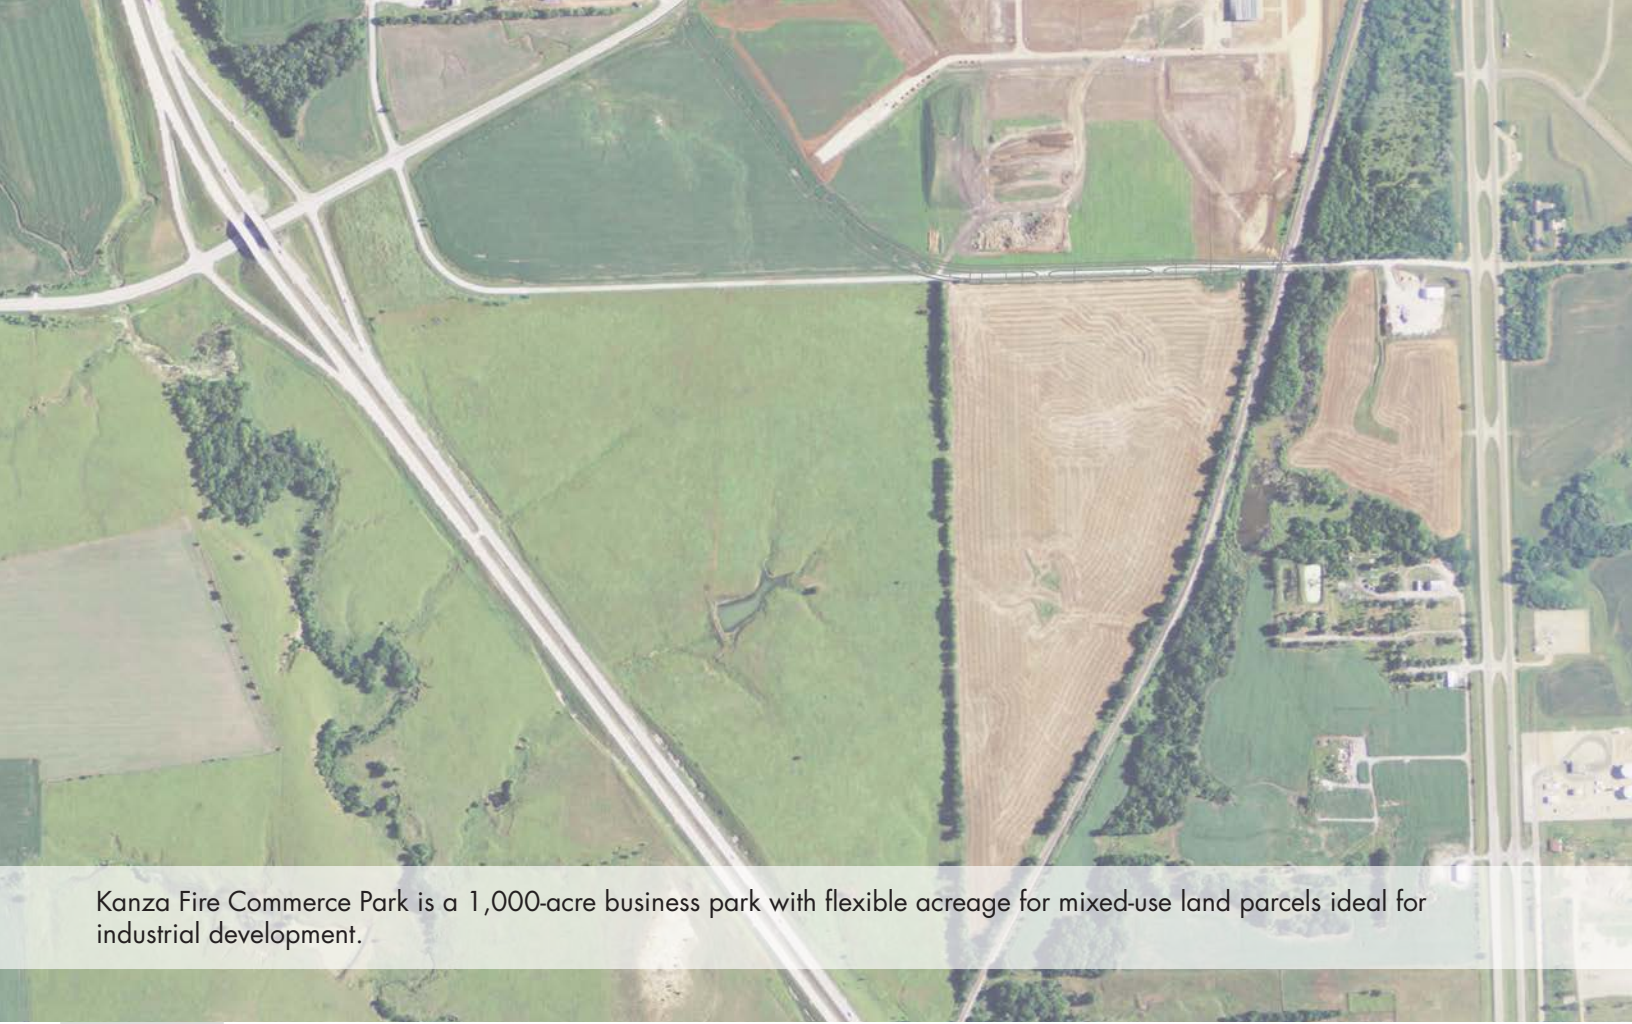 Kanza Fire Commerce Park is a 1,000-acre business park with flexible acreage for mixed-use land parcels ideal for
industrial development.